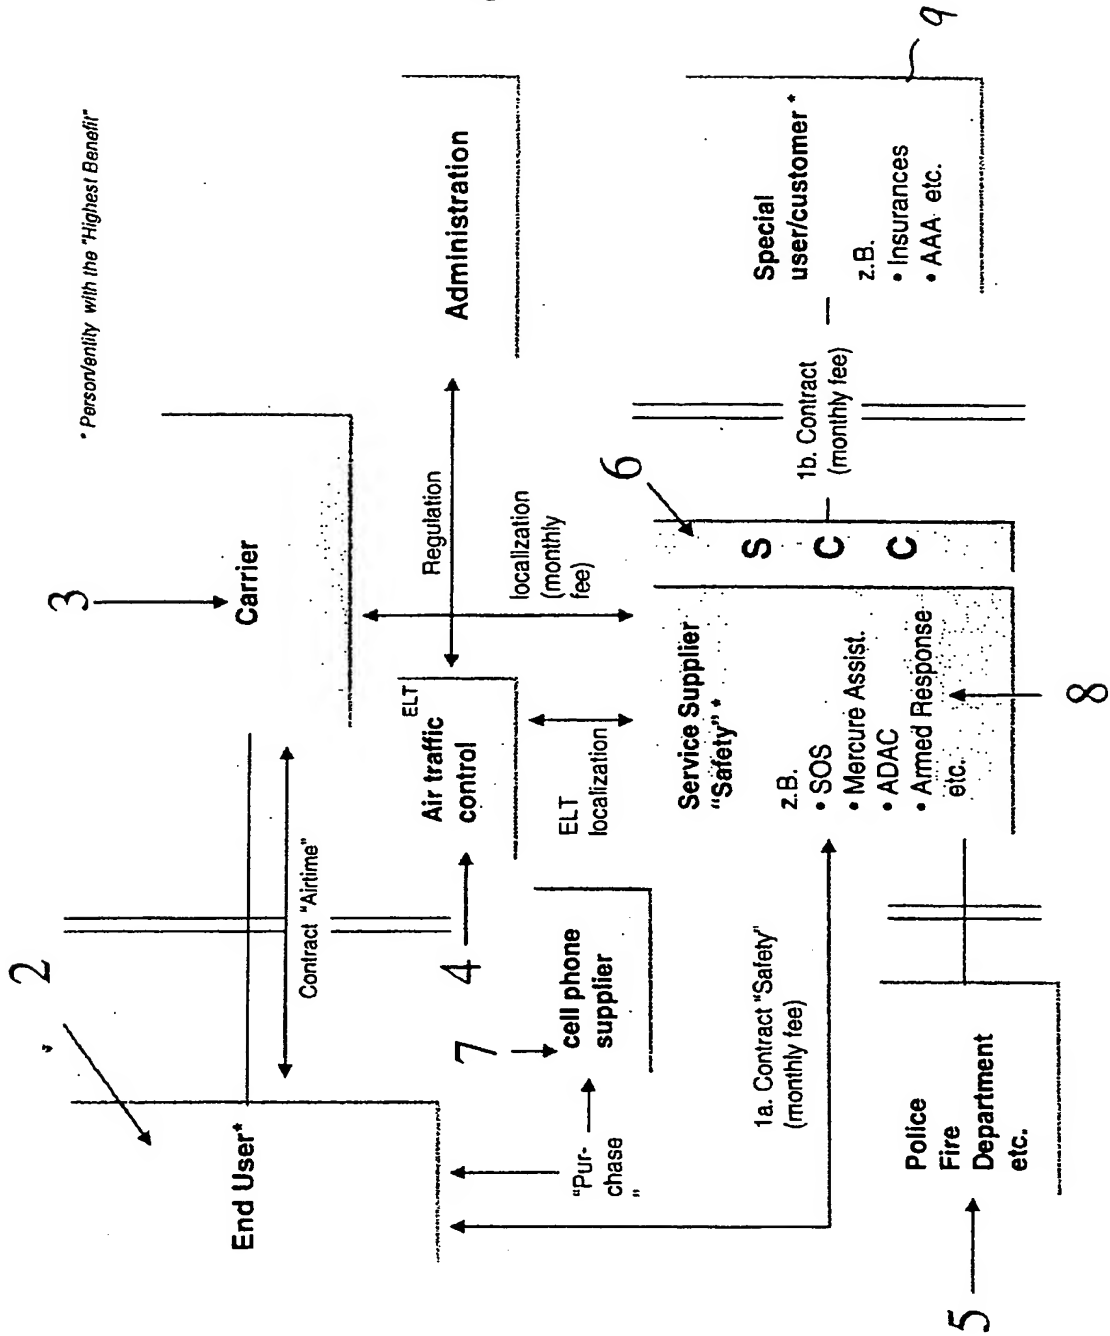 * Person/entity with the "Highest Benefit"
2
3
End User*
Contract "Airtime"
Carrier
4
Air traffic
control
ELT
Regulation
Administration
7
cell phone
supplier
"Pur-
chase
"
ELT
localization
localization
(monthly
fee)
6
1a. Contract "Safety"
(monthly fee)
Service Supplier
"Safety" *
z.B.
• SOS
• Mercure Assist.
• ADAC
• Armed Response
etc.
S
C
C
1b. Contract
(monthly fee)
Special
user/customer *
z.B.
• Insurances
• AAA etc.
9
5
Police
Fire
Department
etc.
8